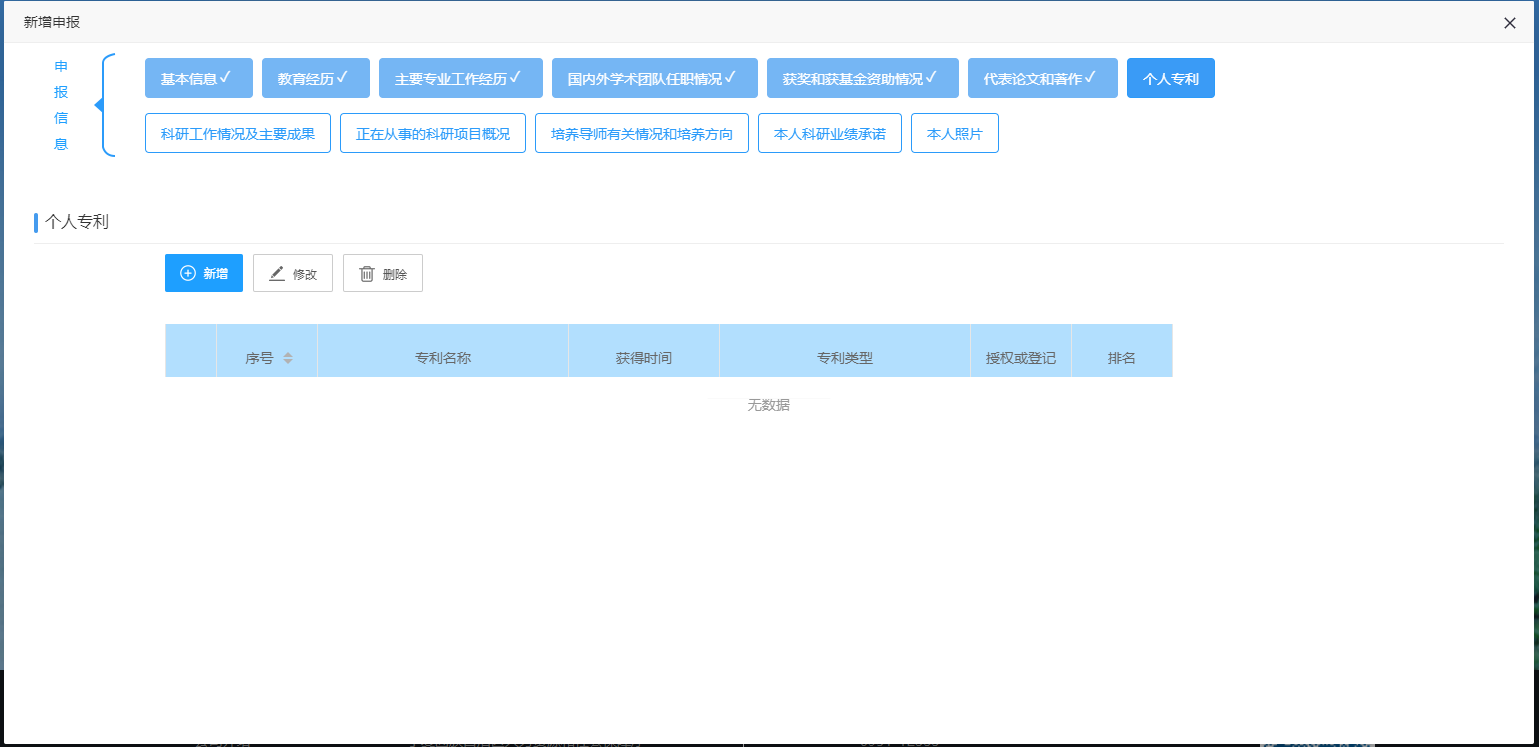 新增申报
申报信息
基本信息✓ 教育经历✓ 主要专业工作经历✓ 国内外学术团队任职情况✓ 获奖和获基金资助情况✓ 代表论文和著作✓ 个人专利
科研工作情况及主要成果 正在从事的科研项目概况 培养导师有关情况和培养方向 本人科研业绩承诺 本人照片
个人专利
新增 修改 删除
序号 专利名称 获得时间 专利类型 授权或登记 排名
无数据